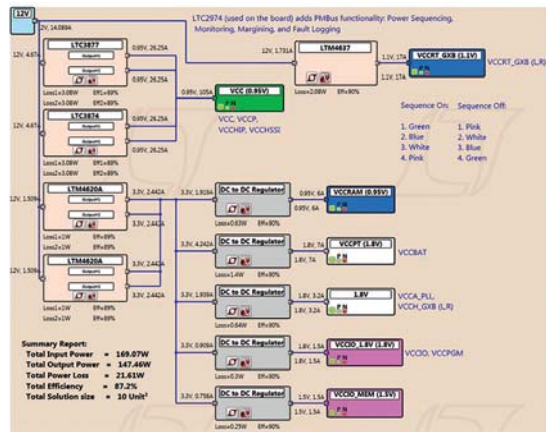 12V
12V, 14.089A
LTC2974 (used on the board) adds PMBus functionality: Power Sequencing,
Monitoring, Margining, and Fault Logging
LTC3877
Output1
Output2
Loss1=3.08W Eff1=89%
Loss2=3.08W Eff2=89%
12V, 4.67A
0.95V, 26.25A
0.95V, 26.25A
LTM4637
12V, 1.731A
Loss=2.08W Eff=90%
1.1V, 17A
1.1V, 17A
VCCRT_GXB (1.1V)
P N
VCCRT_GXB (L,R)
0.95V, 105A
VCC (0.95V)
P N
VCC, VCCP,
VCCHIP, VCCHSSI
Sequence On: Sequence Off:
1. Green 1. Pink
2. Blue 2. White
3. White 3. Blue
4. Pink 4. Green
LTC3874
12V, 4.67A
0.95V, 26.25A
0.95V, 26.25A
Loss1=3.08W Eff1=89%
Loss2=3.08W Eff2=89%
LTM4620A
12V, 1.509A
3.3V, 2.442A
3.3V, 2.442A
Loss1=1W Eff=89%
Loss2=1W Eff=89%
LTM4620A
12V, 1.509A
3.3V, 2.442A
3.3V, 2.442A
Loss1=1W Eff=89%
Loss2=1W Eff=89%
3.3V, 1.919A
DC to DC Regulator
Loss=0.63W Eff=90%
0.95V, 6A
0.95V, 6A
VCCRAM (0.95V)
P N
3.3V, 4.242A
DC to DC Regulator
Loss=1.4W Eff=90%
1.8V, 7A
1.8V, 7A
VCCPT (1.8V)
P N
VCCBAT
3.3V, 1.939A
DC to DC Regulator
Loss=0.64W Eff=90%
1.8V, 3.2A
1.8V, 3.2A
1.8V
P N
VCCA_PLL,
VCCH_GXB (L,R)
3.3V, 0.909A
DC to DC Regulator
Loss=0.3W Eff=90%
1.8V, 1.5A
1.8V, 1.5A
VCCIO_1.8V (1.8V)
P N
VCCIO, VCCPGM
3.3V, 0.758A
DC to DC Regulator
Loss=0.25W Eff=90%
1.5V, 1.5A
1.5V, 1.5A
VCCIO_MEM (1.5V)
P N
Summary Report:
Total Input Power = 169.07W
Total Output Power = 147.46W
Total Power Loss = 21.61W
Total Efficiency = 87.2%
Total Solution size = 10 Unit²